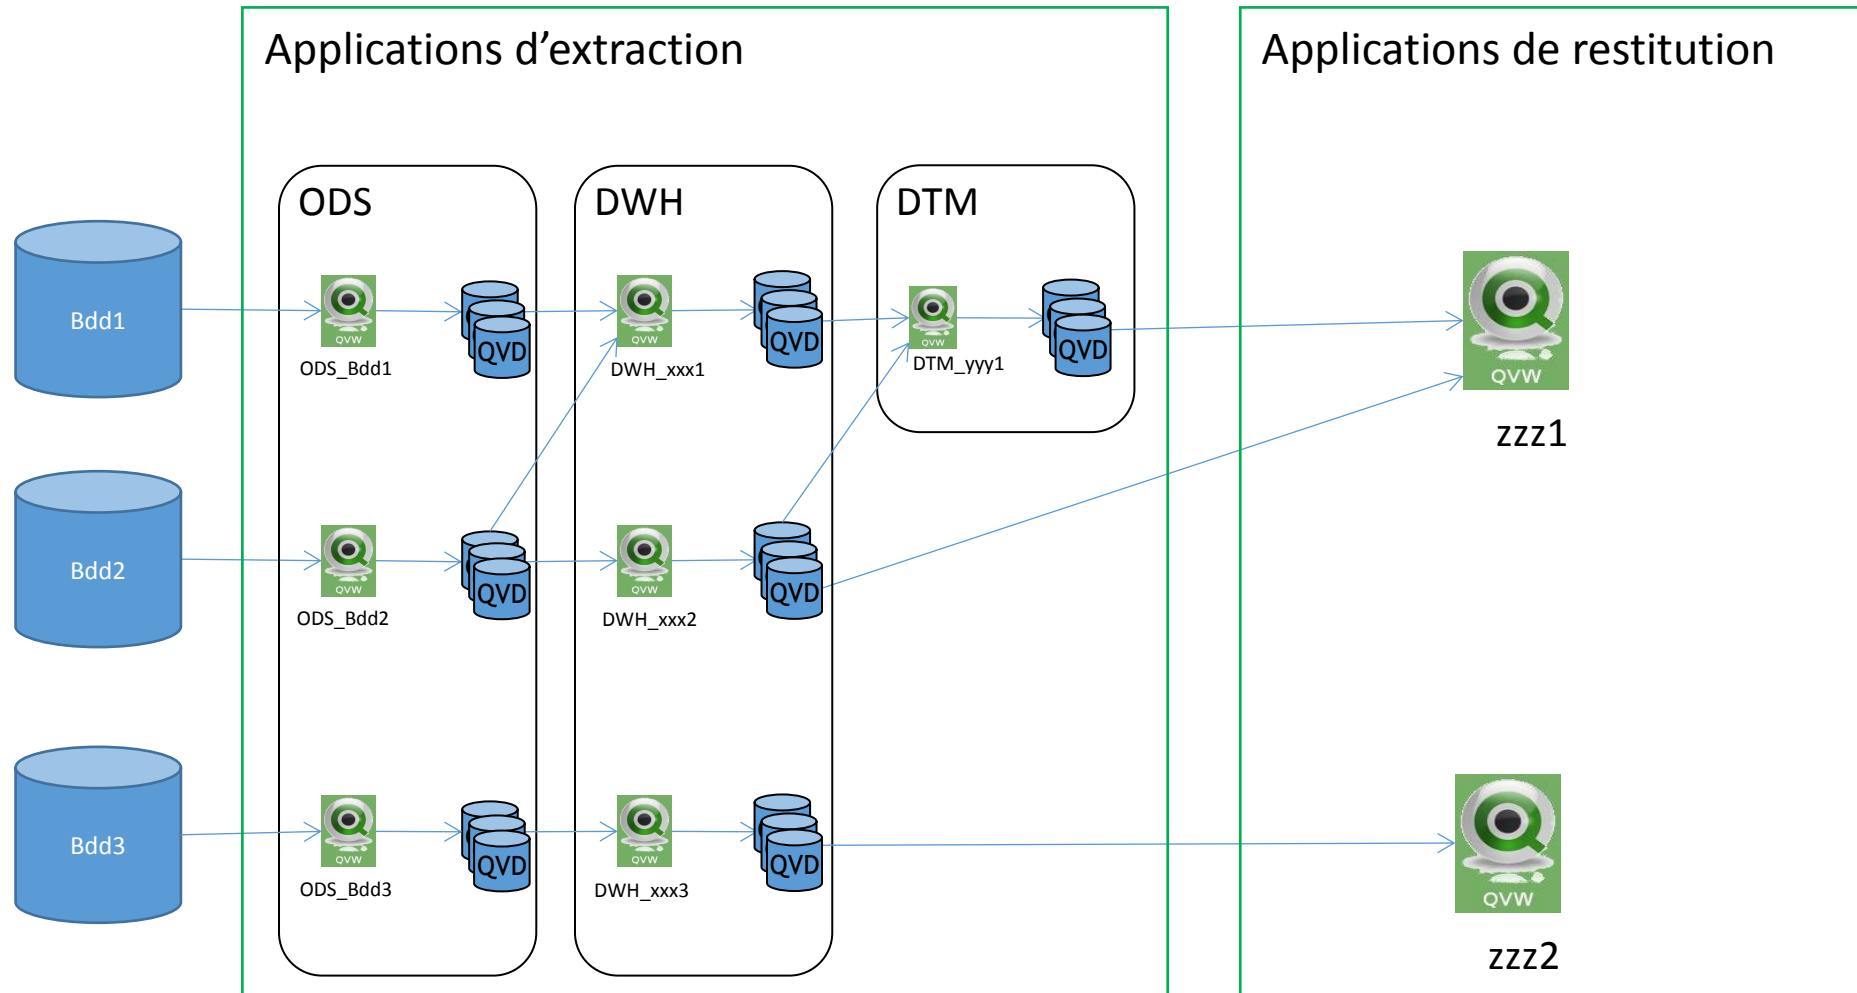 Applications d’extraction
Applications de restitution
ODS
DWH
DTM
Bdd1
QVW
ODS_Bdd1
QVD
QVW
DWH_xxx1
QVD
QVW
DTM_yyy1
QVD
QVW
zzz1
Bdd2
QVW
ODS_Bdd2
QVD
QVW
DWH_xxx2
QVD
Bdd3
QVW
ODS_Bdd3
QVD
QVW
DWH_xxx3
QVD
QVW
zzz2